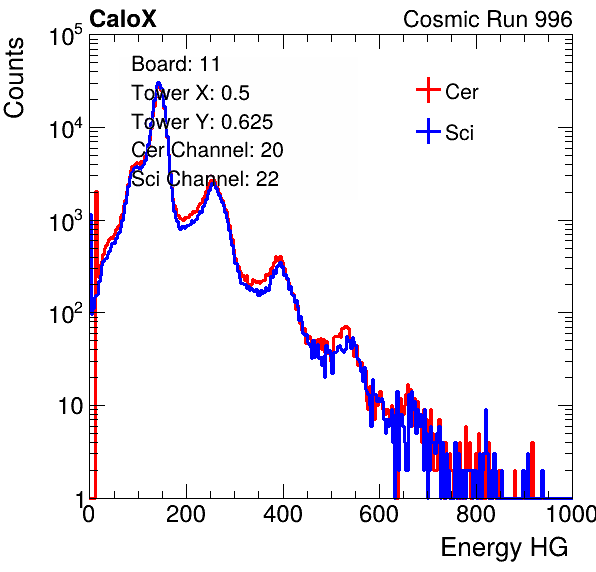 CaloX Cosmic Run 996
Counts
10^5
10^4
10^3
10^2
10
1
Board: 11
Tower X: 0.5
Tower Y: 0.625
Cer Channel: 20
Sci Channel: 22
Cer
Sci
0 200 400 600 800 1000
Energy HG